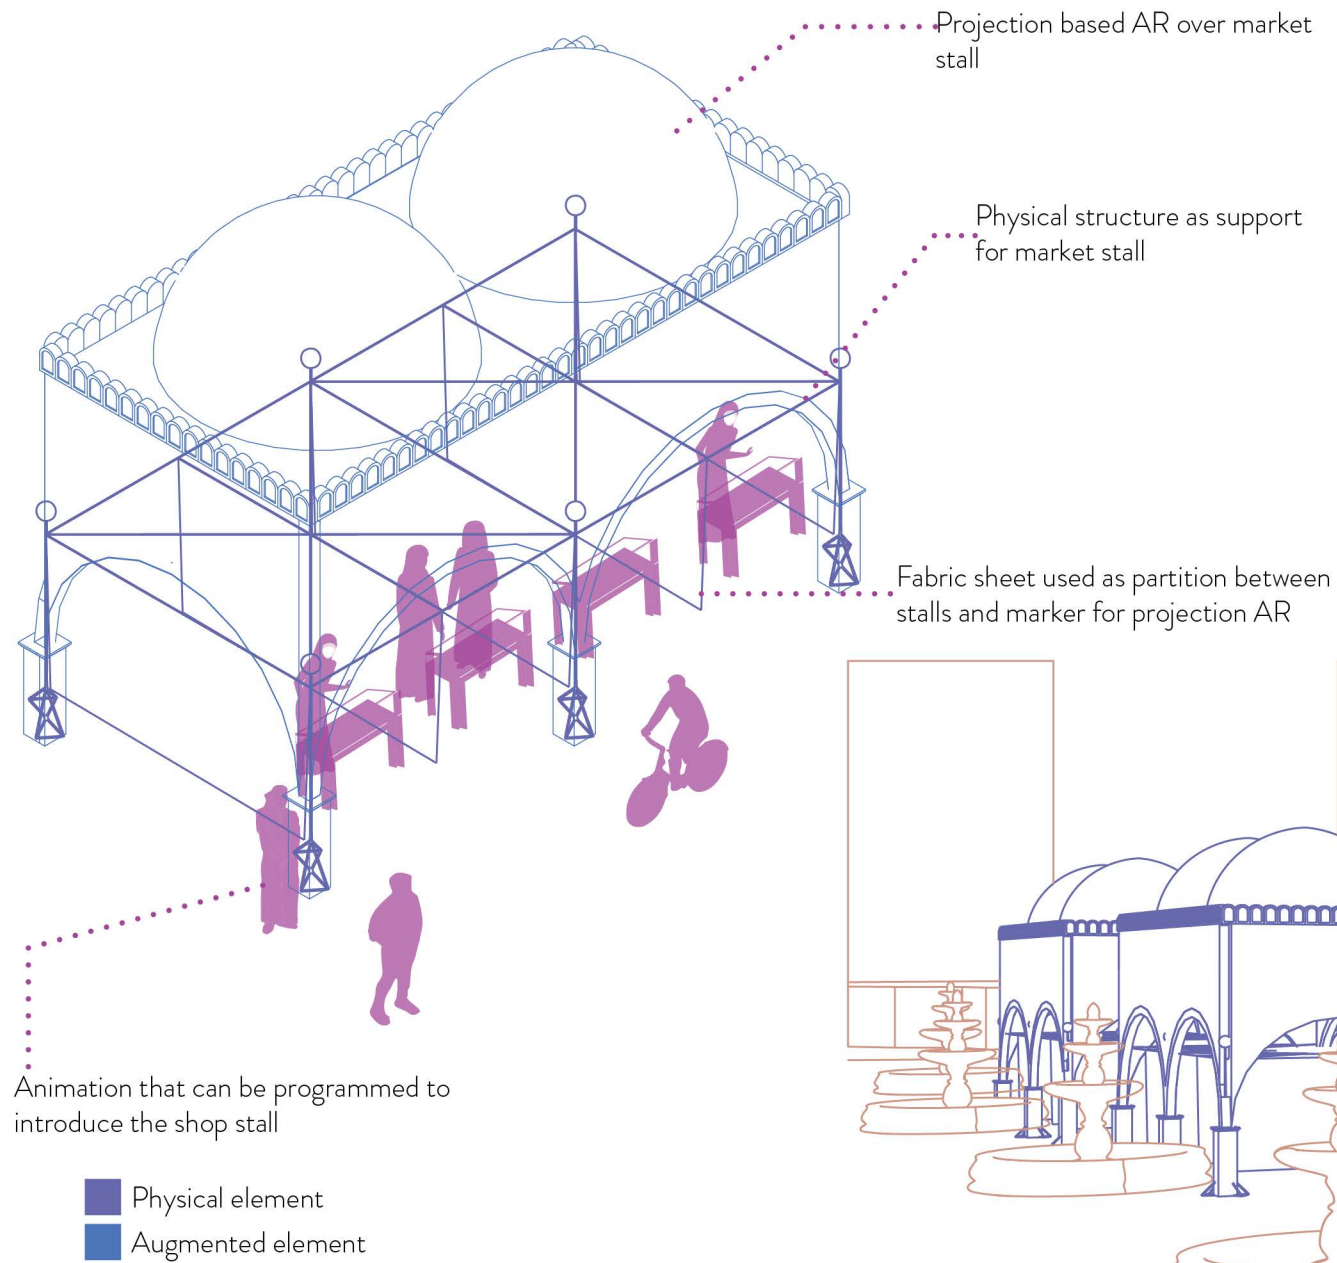 Projection based AR over market
stall
Physical structure as support
for market stall
Fabric sheet used as partition between
stalls and marker for projection AR
Animation that can be programmed to
introduce the shop stall
Physical element
Augmented element